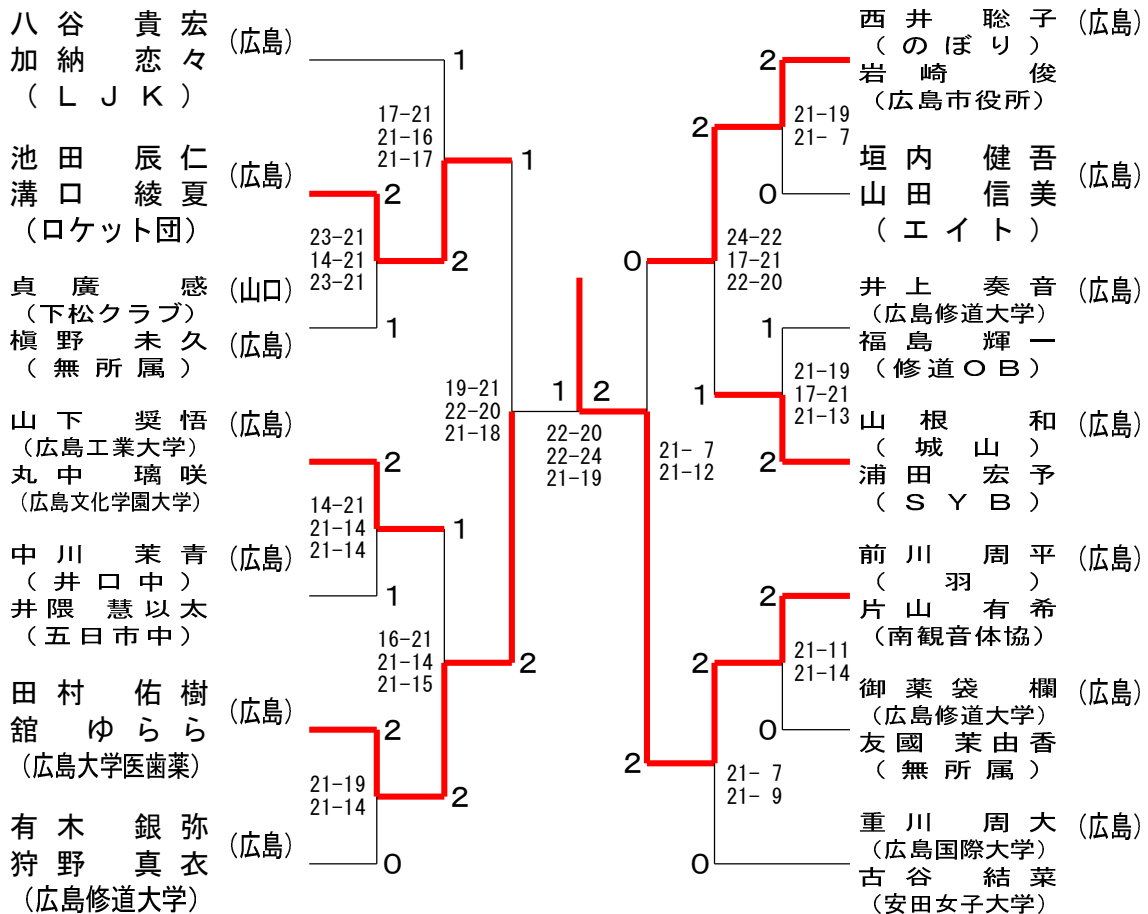 八谷 貴宏 (広島)
加納 恋々
(ＬＪＫ)
池田 辰仁 (広島)
溝口 綾夏
(ロケット団)
貞廣 感 (山口)
(下松クラブ)
槇野 未久 (広島)
(無所属)
山下 奨悟 (広島)
(広島工業大学)
丸中 璃咲
(広島文化学園大学)
中川 茉青 (広島)
(井口中)
井隈 慧以太
(五日市中)
田村 佑樹 (広島)
舘 ゆらら
(広島大学医歯薬)
有木 銀弥 (広島)
狩野 真衣
(広島修道大学)
1
17-21
21-16
21-17
2
2
23-21
14-21
23-21
1
1
19-21
22-20
21-18
2
2
14-21
21-14
21-14
1
1
16-21
21-14
21-15
2
2
21-19
21-14
0
1
2
22-20
22-24
21-19
0
21- 7
21-12
2
2
24-22
17-21
22-20
1
2
21-19
21- 7
0
1
21-19
17-21
21-13
2
2
21- 7
21- 9
0
2
21-11
21-14
0
西井 聡子 (広島)
(のぼり)
岩崎 俊
(広島市役所)
垣内 健吾 (広島)
山田 信美
(エイト)
井上 奏音 (広島)
(広島修道大学)
福島 輝一
(修道ＯＢ)
山根 和 (広島)
(城山)
浦田 宏予
(ＳＹＢ)
前川 周平 (広島)
(羽)
片山 有希
(南観音体協)
御薬袋 欄 (広島)
(広島修道大学)
友國 茉由香
(無所属)
重川 周大 (広島)
(広島国際大学)
古谷 結菜
(安田女子大学)